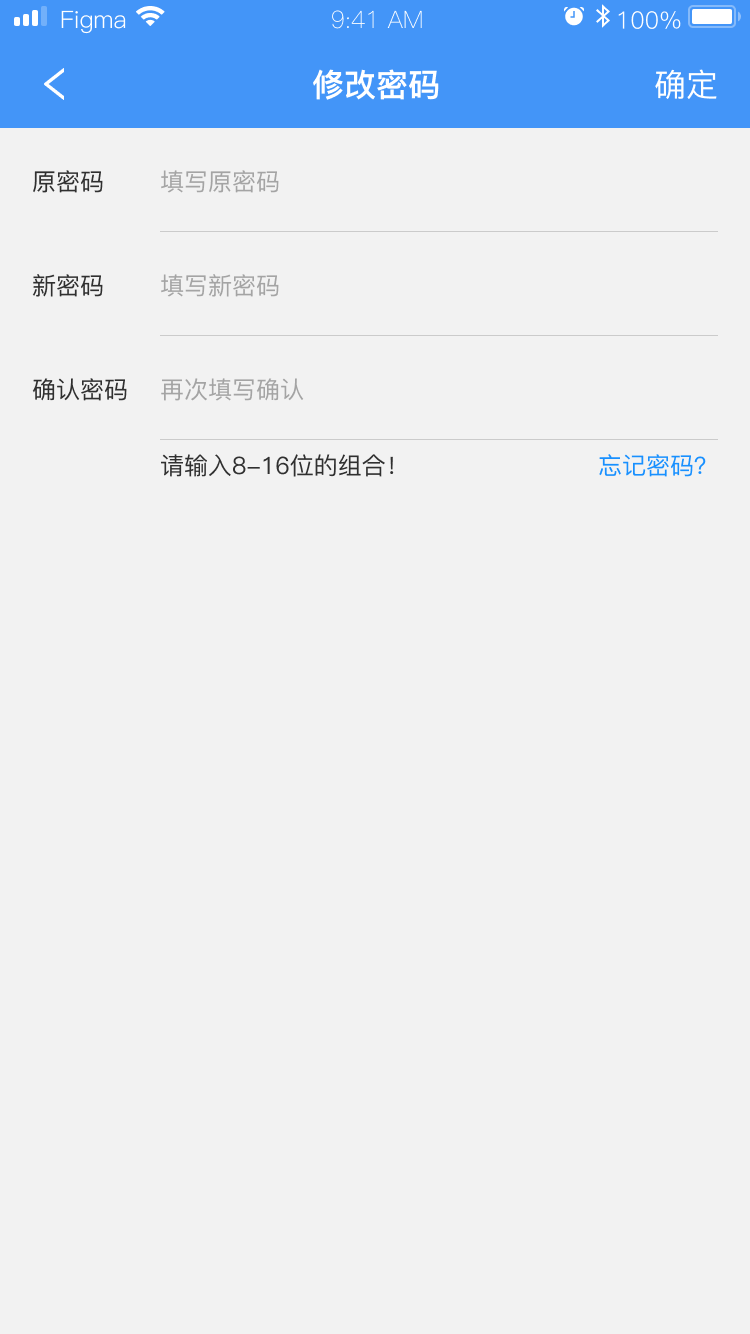 Figma 9:41 AM 100%
修改密码 确定
原密码 填写原密码
新密码 填写新密码
确认密码 再次填写确认
请输入8-16位的组合! 忘记密码?